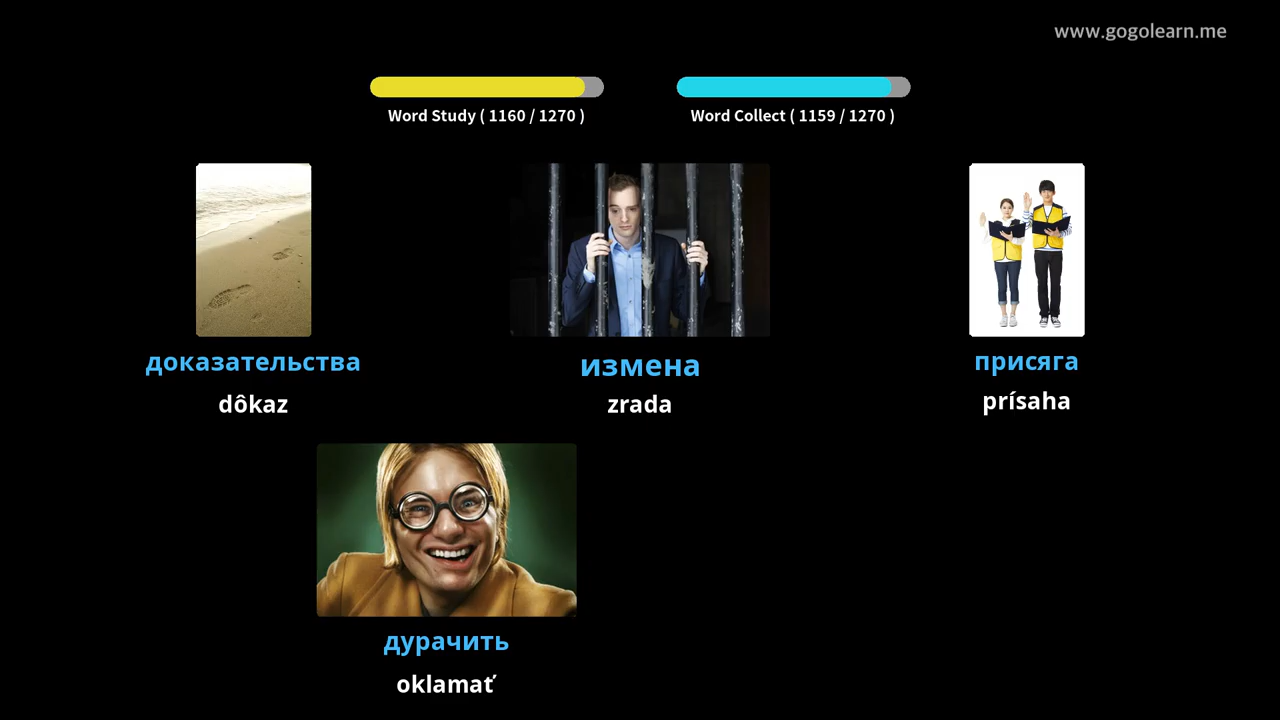 www.gogolearn.me
Word Study ( 1160 / 1270 )
Word Collect ( 1159 / 1270 )
доказательства
измена
присяга
dôkaz
zrada
prísaha
дурачить
oklamať